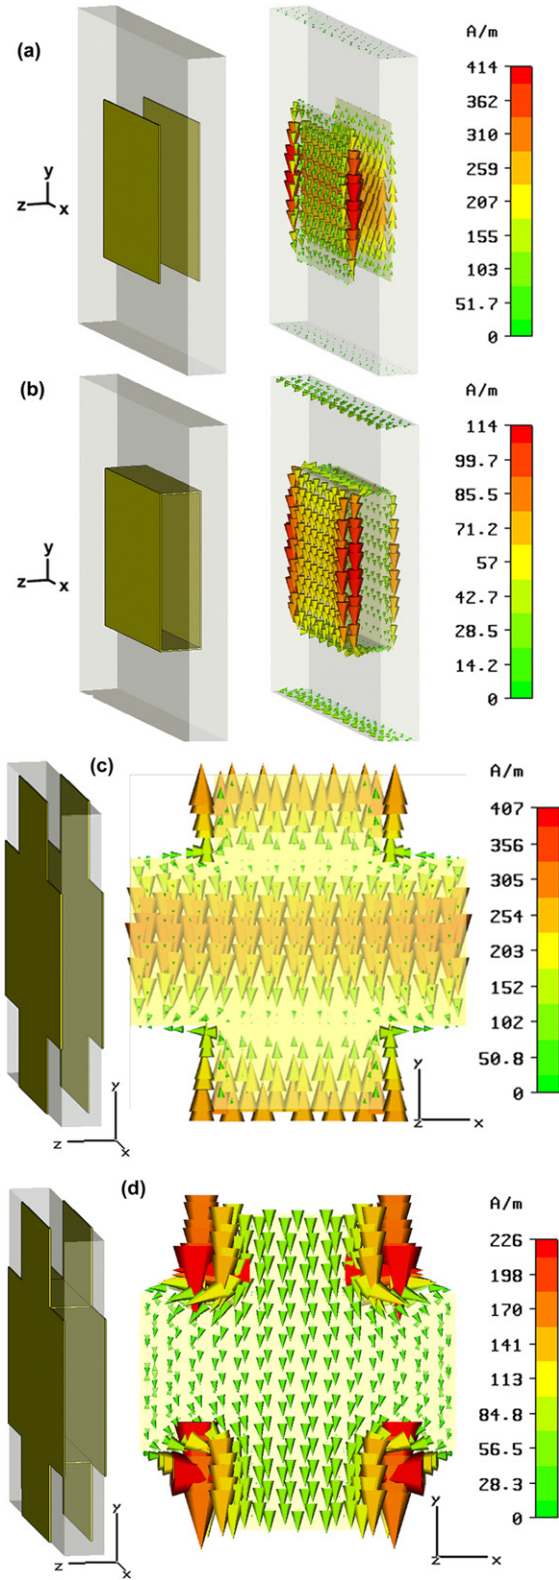 (a)
y
z
x
A/m
414
362
310
259
207
155
103
51.7
0
(b)
y
z
x
A/m
114
99.7
85.5
71.2
57
42.7
28.5
14.2
0
(c)
y
z
x
y
z
x
A/m
407
356
305
254
203
152
102
50.8
0
(d)
y
z
x
y
z
x
A/m
226
198
170
141
113
84.8
56.5
28.3
0